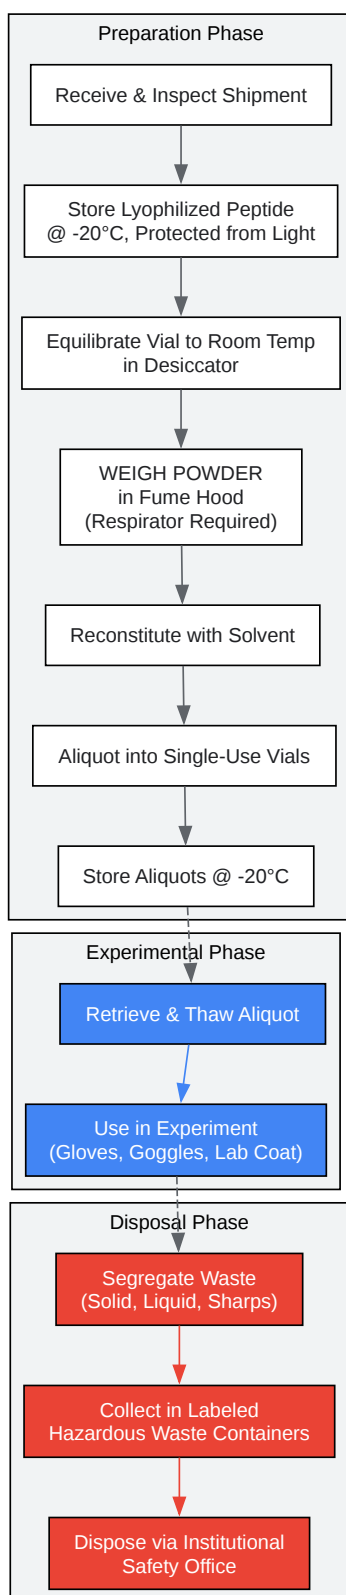 Preparation Phase
Receive & Inspect Shipment
Store Lyophilized Peptide
@ -20°C, Protected from Light
Equilibrate Vial to Room Temp
in Desiccator
WEIGH POWDER
in Fume Hood
(Respirator Required)
Reconstitute with Solvent
Aliquot into Single-Use Vials
Store Aliquots @ -20°C
Experimental Phase
Retrieve & Thaw Aliquot
Use in Experiment
(Gloves, Goggles, Lab Coat)
Disposal Phase
Segregate Waste
(Solid, Liquid, Sharps)
Collect in Labeled
Hazardous Waste Containers
Dispose via Institutional
Safety Office